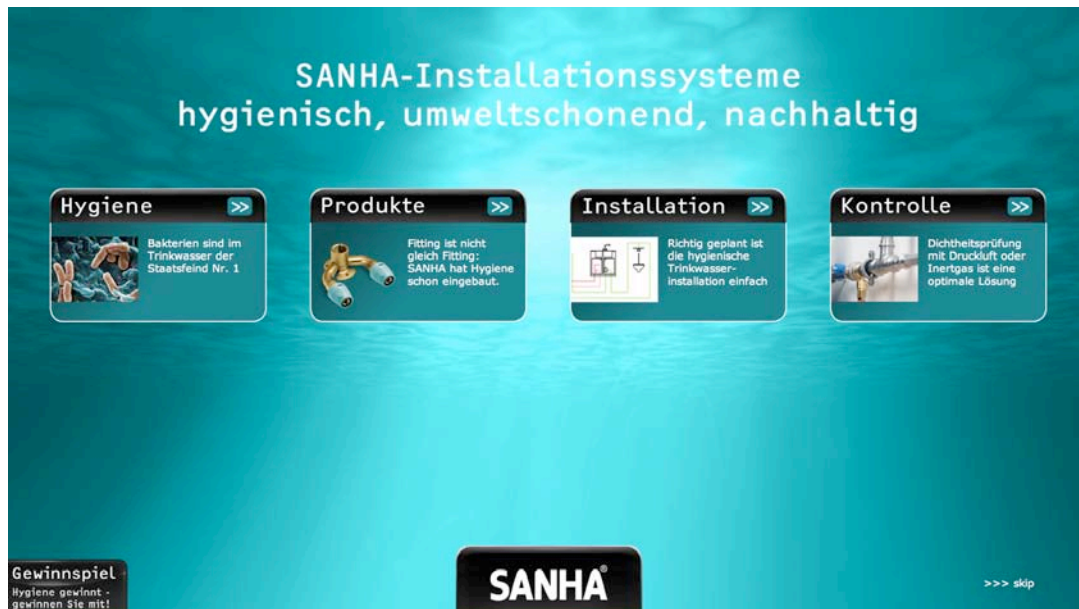 SANHA-Installationssysteme
hygienisch, umweltschonend, nachhaltig
Hygiene >>
Bakterien sind im
Trinkwasser der
Staatsfeind Nr. 1
Produkte >>
Fitting ist nicht
gleich Fitting:
SANHA hat Hygiene
schon eingebaut.
Installation >>
Richtig geplant ist
die hygienische
Trinkwasser-
installation einfach
Kontrolle >>
Dichtheitsprüfung
mit Druckluft oder
Inertgas ist eine
optimale Lösung
Gewinnspiel
Hygiene gewinnt -
gewinnen Sie mit!
SANHA®
>>> skip